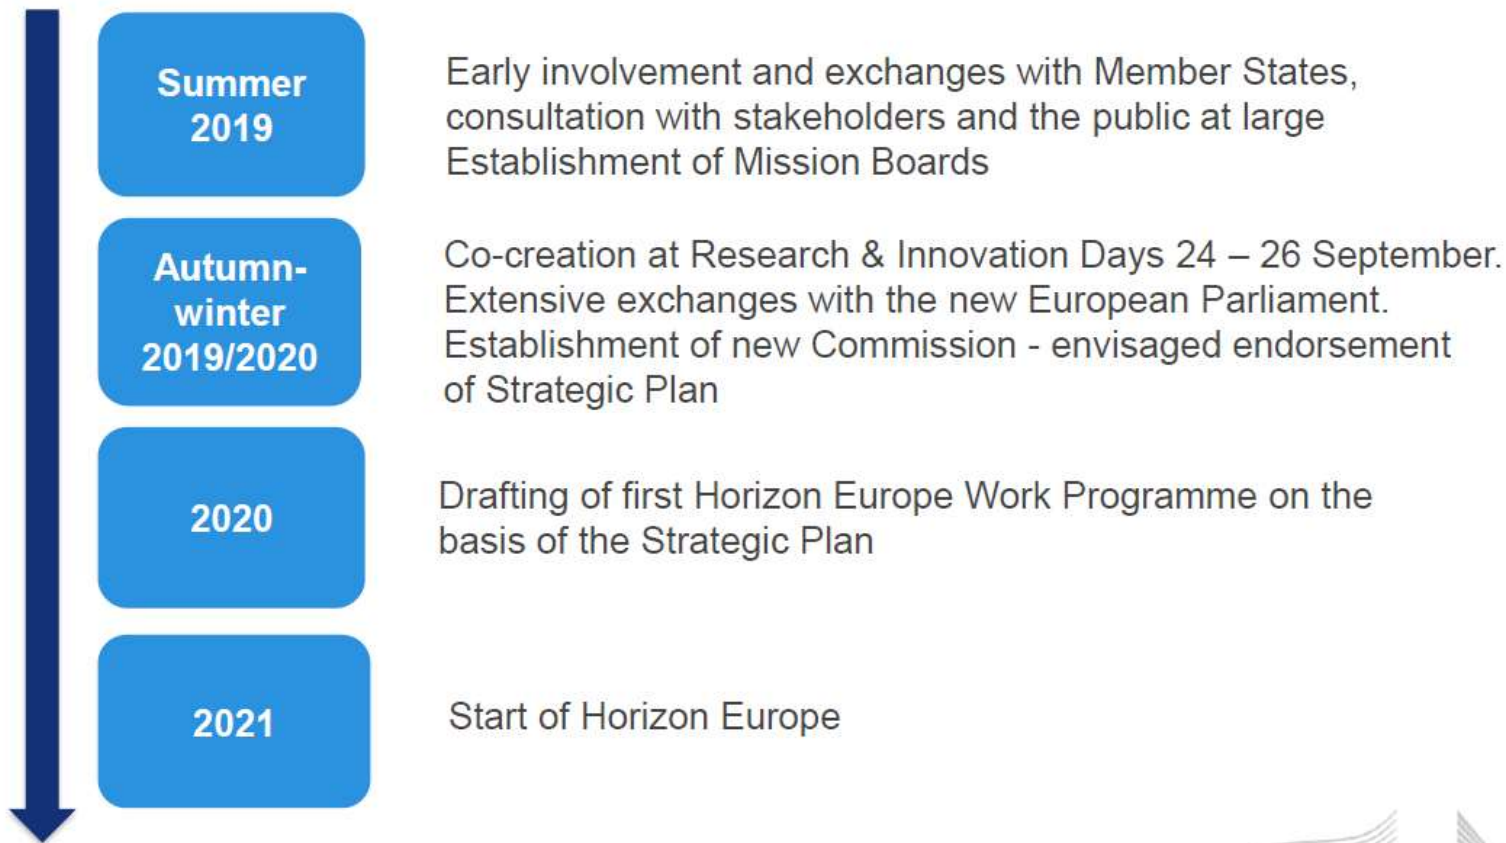 Summer
2019
Early involvement and exchanges with Member States,
consultation with stakeholders and the public at large
Establishment of Mission Boards
Autumn-
winter
2019/2020
Co-creation at Research & Innovation Days 24 – 26 September.
Extensive exchanges with the new European Parliament.
Establishment of new Commission - envisaged endorsement
of Strategic Plan
2020
Drafting of first Horizon Europe Work Programme on the
basis of the Strategic Plan
2021
Start of Horizon Europe